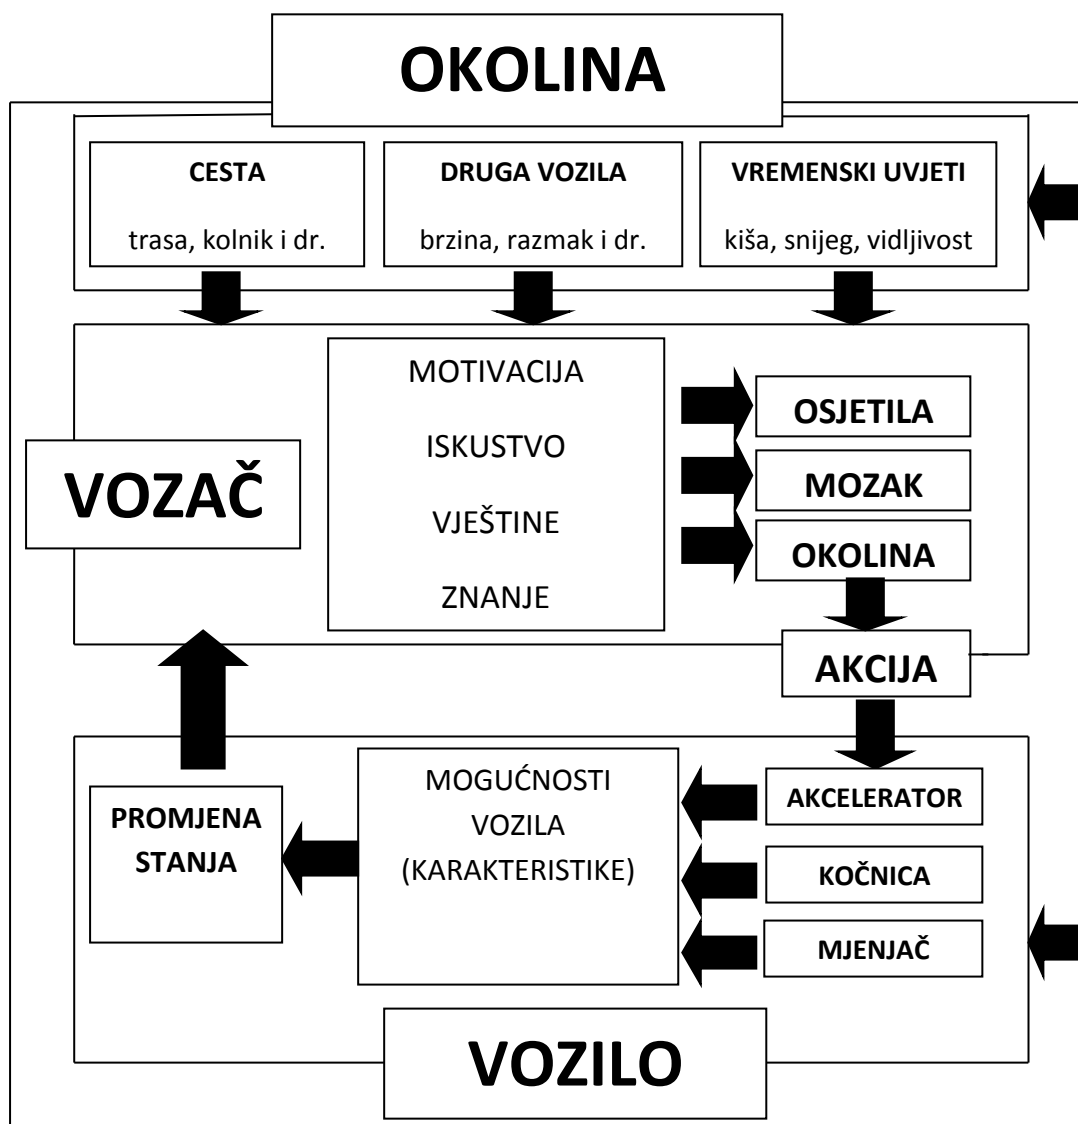 OKOLINA
CESTA
trasa, kolnik i dr.
DRUGA VOZILA
brzina, razmak i dr.
VREMENSKI UVJETI
kiša, snijeg, vidljivost
VOZAČ
MOTIVACIJA
ISKUSTVO
VJEŠTINE
ZNANJE
OSJETILA
MOZAK
OKOLINA
AKCIJA
PROMJENA
STANJA
MOGUĆNOSTI
VOZILA
(KARAKTERISTIKE)
AKCELERATOR
KOČNICA
MJENJAČ
VOZILO